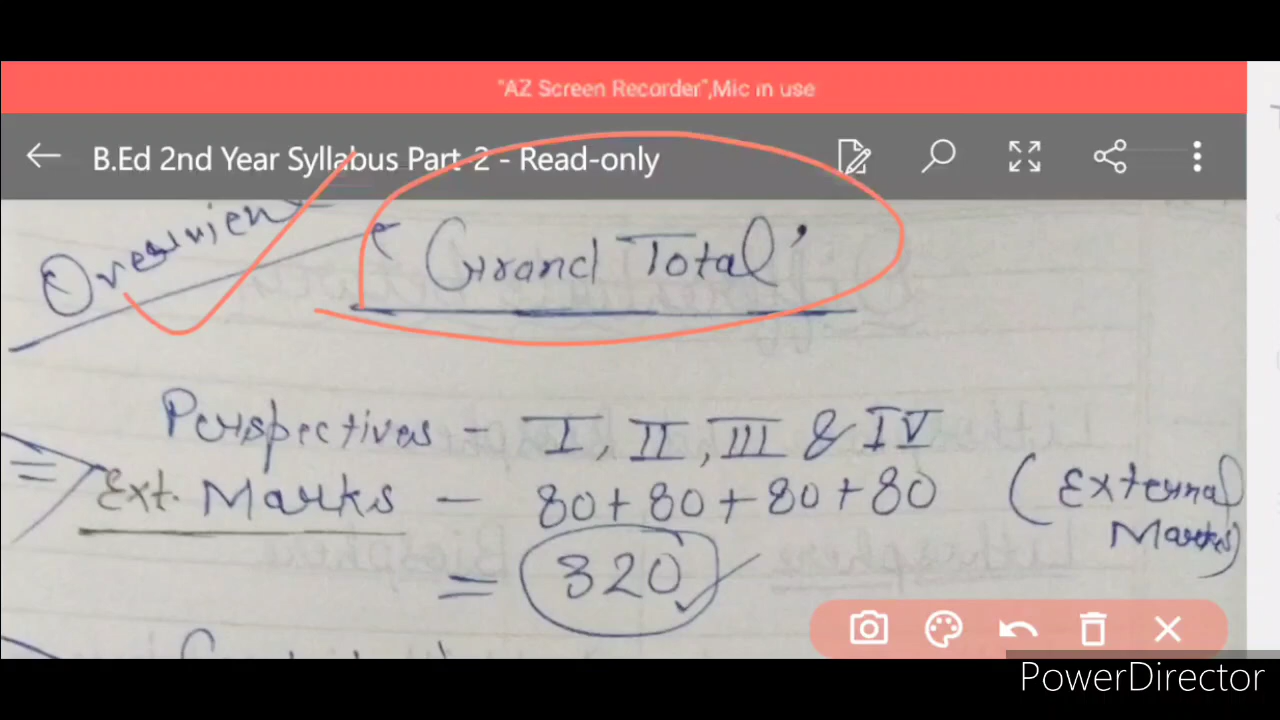 "AZ Screen Recorder",Mic in use
B.Ed 2nd Year Syllabus Part-2 - Read-only
Overview
Grand Total
Perspectives - I, II, III & IV
Ext. Marks - 80+80+80+80 (External Marks)
= 320
PowerDirector